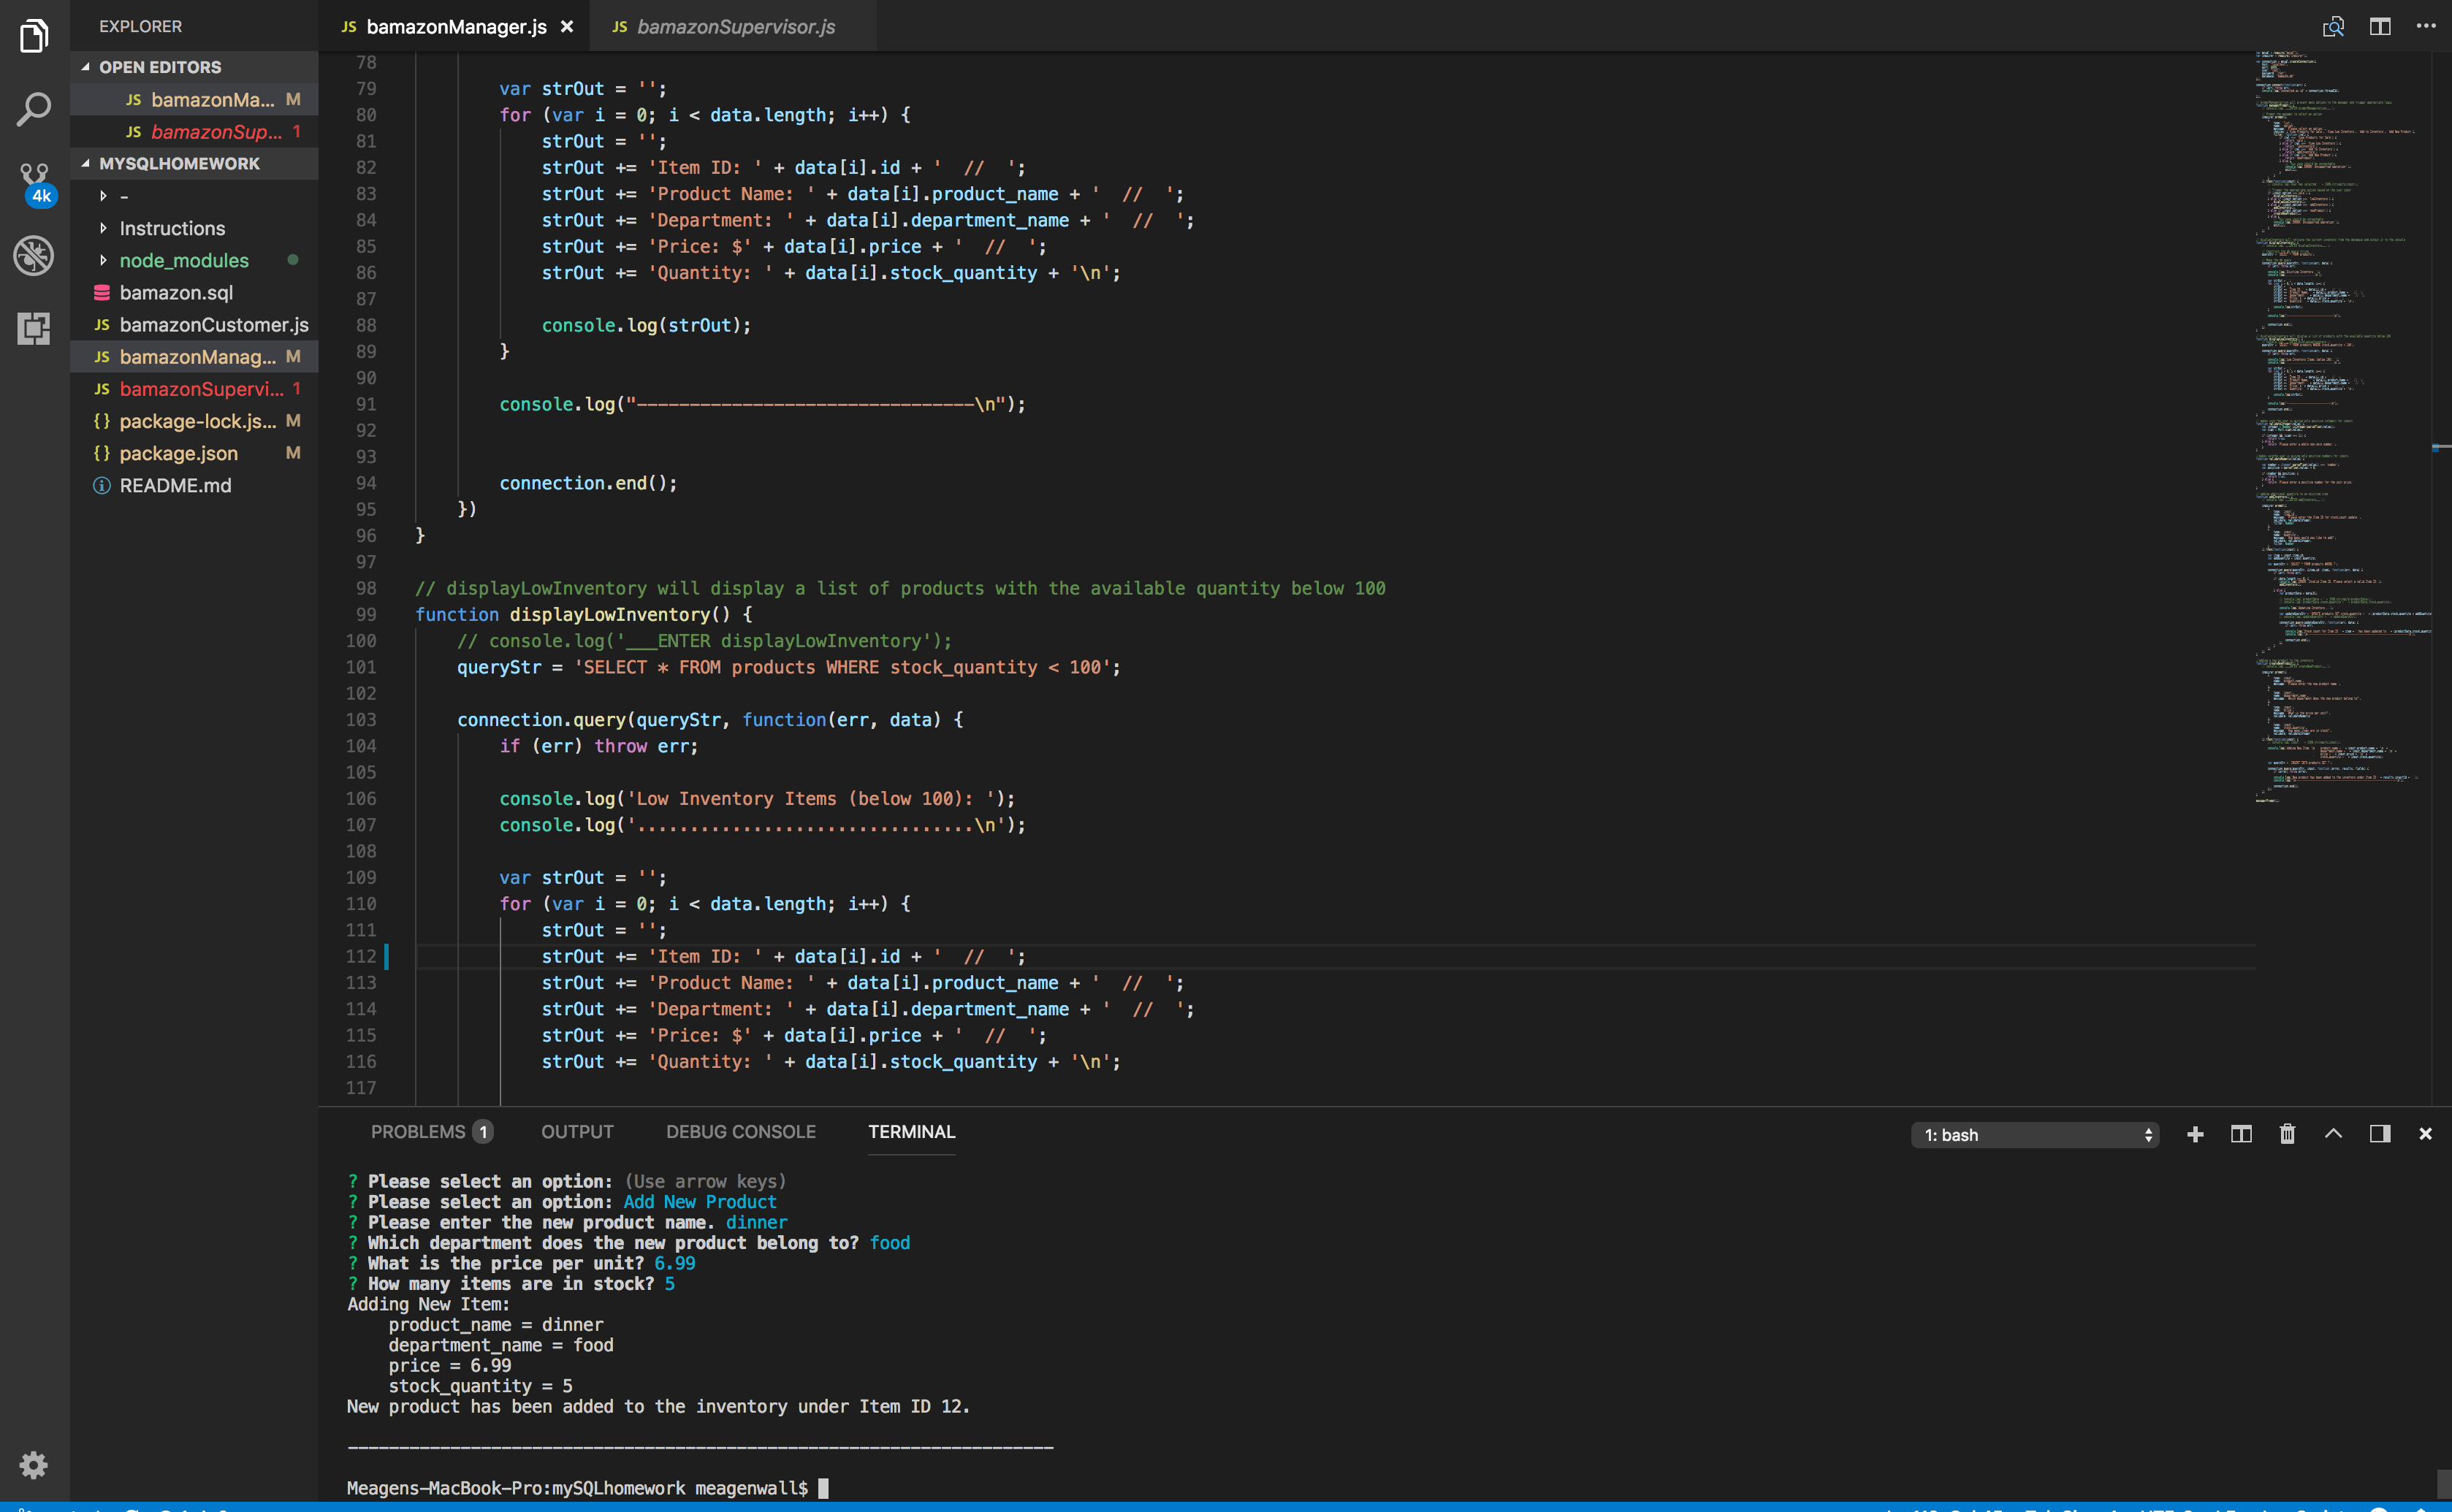 EXPLORER
OPEN EDITORS
JS bamazonMa... M
JS bamazonSup... 1
MYSQLHOMEWORK
-
Instructions
node_modules
bamazon.sql
JS bamazonCustomer.js
JS bamazonManag... M
JS bamazonSupervi... 1
{} package-lock.js... M
{} package.json M
README.md
4k
JS bamazonManager.js ×
JS bamazonSupervisor.js
78
79 var strOut = '';
80 for (var i = 0; i < data.length; i++) {
81 strOut = '';
82 strOut += 'Item ID: ' + data[i].id + '  //  ';
83 strOut += 'Product Name: ' + data[i].product_name + '  //  ';
84 strOut += 'Department: ' + data[i].department_name + '  //  ';
85 strOut += 'Price: $' + data[i].price + '  //  ';
86 strOut += 'Quantity: ' + data[i].stock_quantity + '\n';
87
88 console.log(strOut);
89 }
90
91 console.log("--------------------------------\n");
92
93
94 connection.end();
95 })
96 }
97
98 // displayLowInventory will display a list of products with the available quantity below 100
99 function displayLowInventory() {
100 // console.log('___ENTER displayLowInventory');
101 queryStr = 'SELECT * FROM products WHERE stock_quantity < 100';
102
103 connection.query(queryStr, function(err, data) {
104 if (err) throw err;
105
106 console.log('Low Inventory Items (below 100): ');
107 console.log('................................\n');
108
109 var strOut = '';
110 for (var i = 0; i < data.length; i++) {
111 strOut = '';
112 strOut += 'Item ID: ' + data[i].id + '  //  ';
113 strOut += 'Product Name: ' + data[i].product_name + '  //  ';
114 strOut += 'Department: ' + data[i].department_name + '  //  ';
115 strOut += 'Price: $' + data[i].price + '  //  ';
116 strOut += 'Quantity: ' + data[i].stock_quantity + '\n';
117
PROBLEMS 1 OUTPUT DEBUG CONSOLE TERMINAL 1: bash
? Please select an option: (Use arrow keys)
? Please select an option: Add New Product
? Please enter the new product name. dinner
? Which department does the new product belong to? food
? What is the price per unit? 6.99
? How many items are in stock? 5
Adding New Item:
product_name = dinner
department_name = food
price = 6.99
stock_quantity = 5
New product has been added to the inventory under Item ID 12.
---------------------------------------------------------------------
Meagens-MacBook-Pro:mySQLhomework meagenwall$